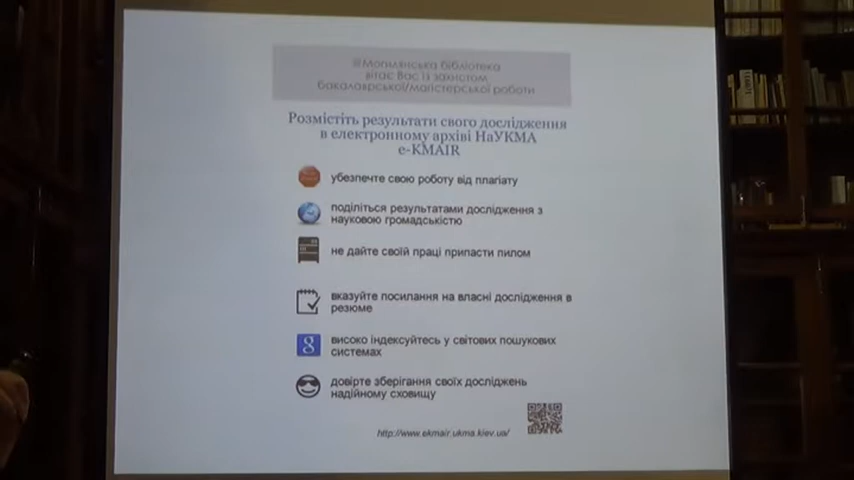 @Могилянська бібліотека
вітає Вас із захистом
бакалаврської/магістерської роботи
Розмістіть результати свого дослідження
в електронному архіві НаУКМА
e-KMAIR
убезпечте свою роботу від плагіату
поділіться результатами дослідження з
науковою громадськістю
не дайте своїй праці припасти пилом
вказуйте посилання на власні дослідження в
резюме
високо індексуйтесь у світових пошукових
системах
довірте зберігання своїх досліджень
надійному сховищу
http://www.ekmair.ukma.kiev.ua/